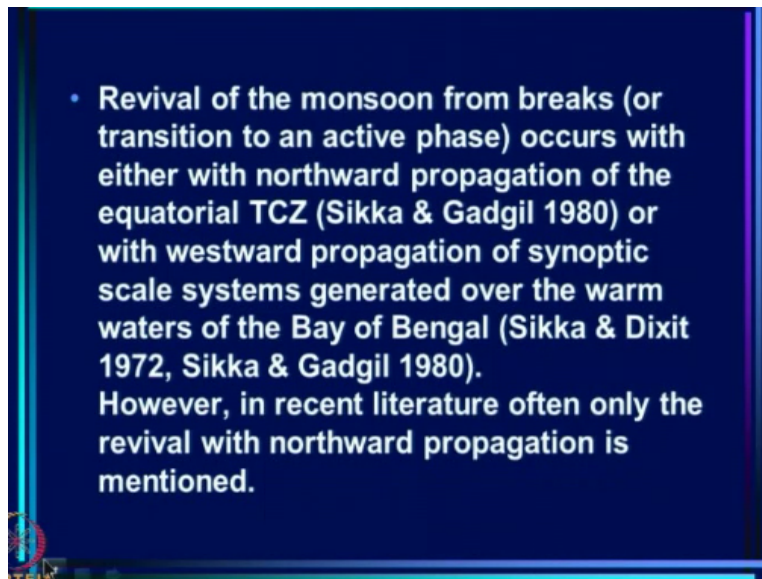 • Revival of the monsoon from breaks (or
transition to an active phase) occurs with
either with northward propagation of the
equatorial TCZ (Sikka & Gadgil 1980) or
with westward propagation of synoptic
scale systems generated over the warm
waters of the Bay of Bengal (Sikka & Dixit
1972, Sikka & Gadgil 1980).
However, in recent literature often only the
revival with northward propagation is
mentioned.